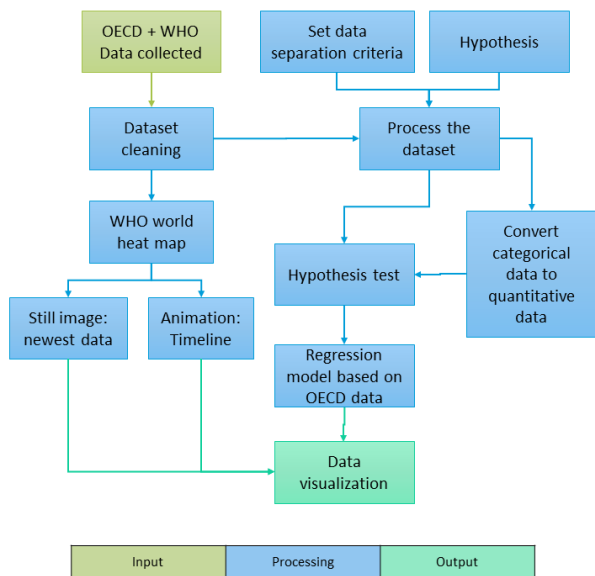 OECD + WHO
Data collected
Set data
separation criteria
Hypothesis
Dataset
cleaning
Process the
dataset
WHO world
heat map
Convert
categorical
data to
quantitative
data
Hypothesis test
Still image:
newest data
Animation:
Timeline
Regression
model based on
OECD data
Data
visualization
Input
Processing
Output